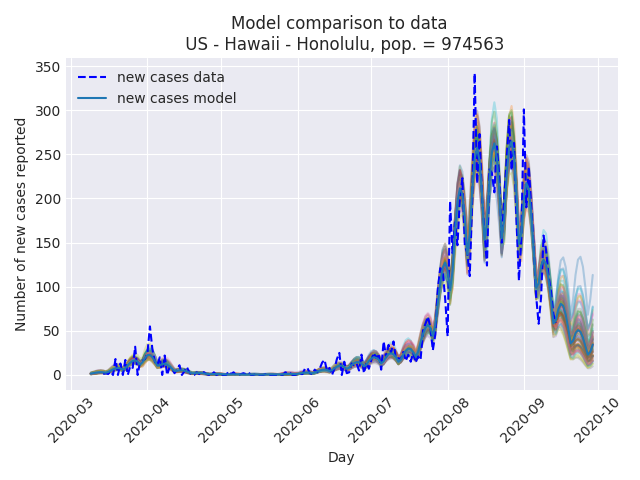 Model comparison to data
US - Hawaii - Honolulu, pop. = 974563
new cases data
new cases model
Number of new cases reported
350
300
250
200
150
100
50
0
2020-03
2020-04
2020-05
2020-06
2020-07
2020-08
2020-09
2020-10
Day